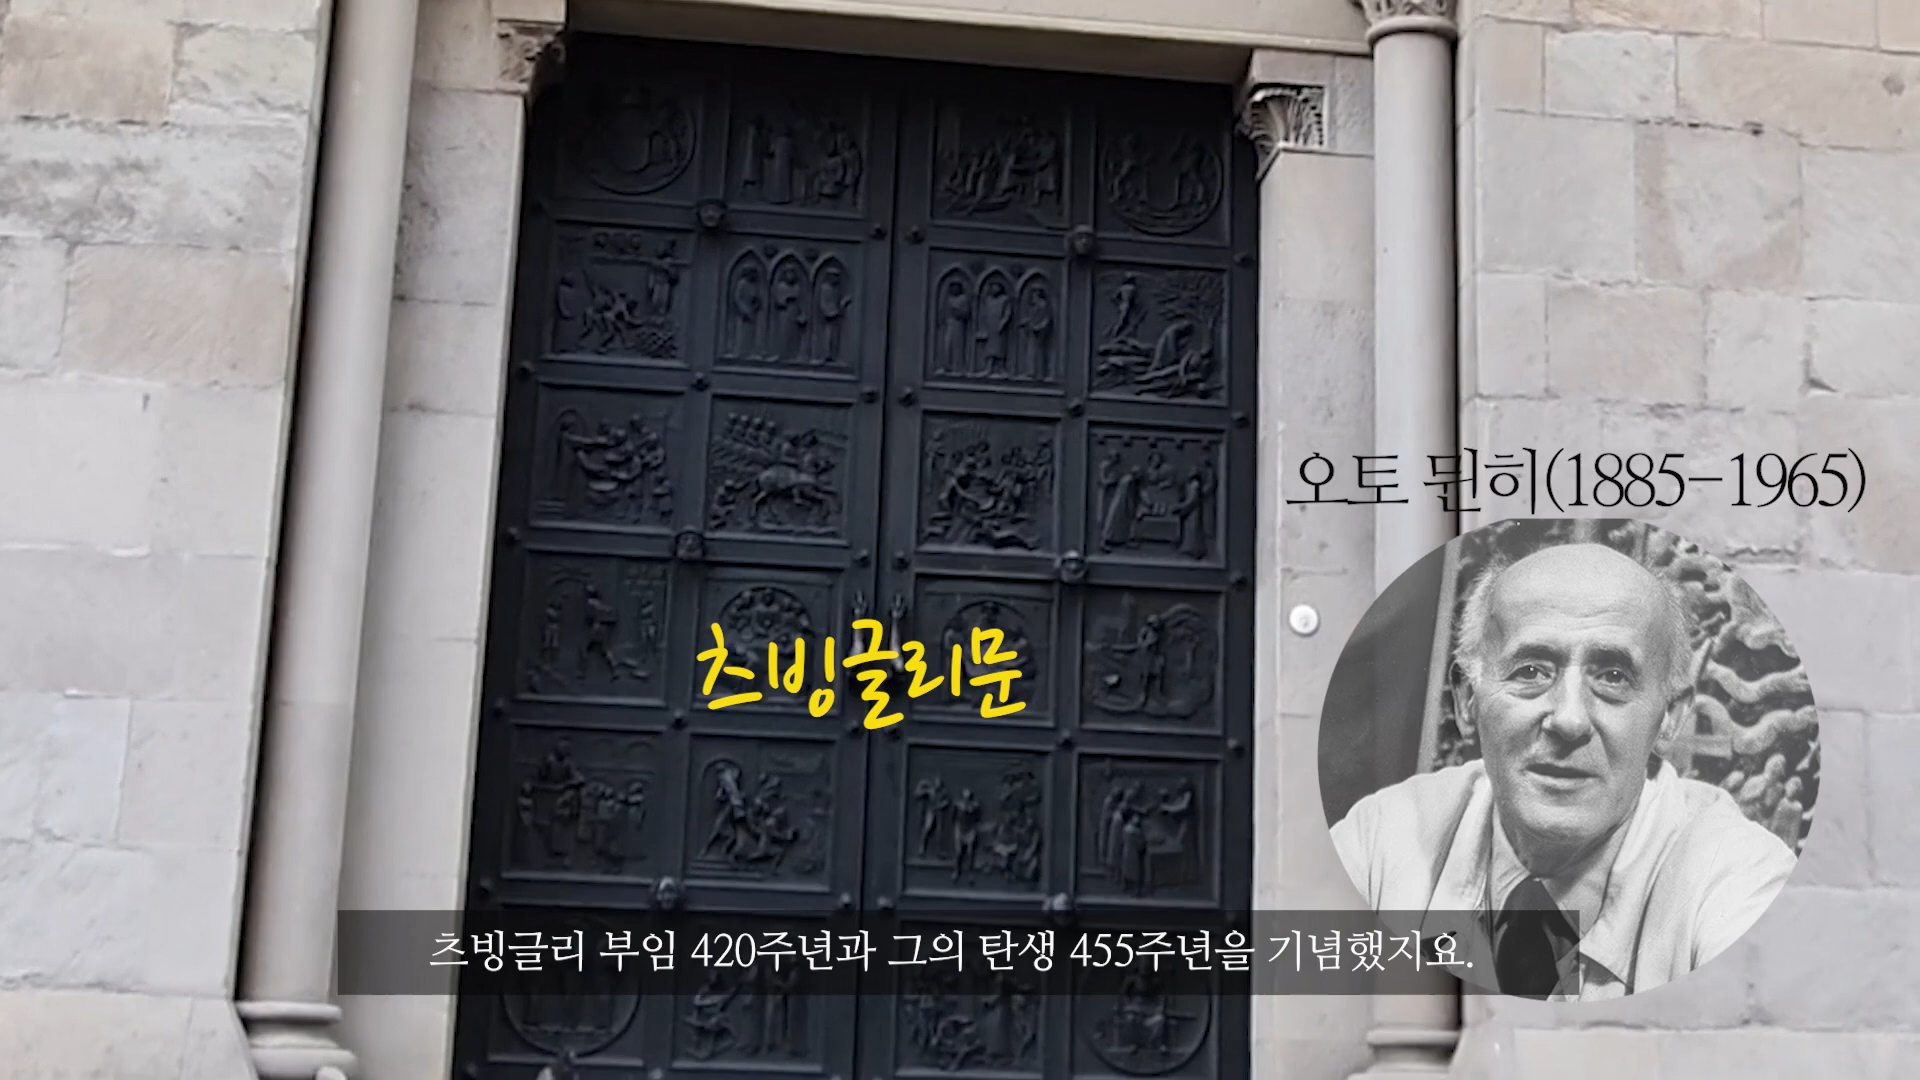 오토 뮌히(1885-1965)
츠빙글리문
츠빙글리 부임 420주년과 그의 탄생 455주년을 기념했지요.